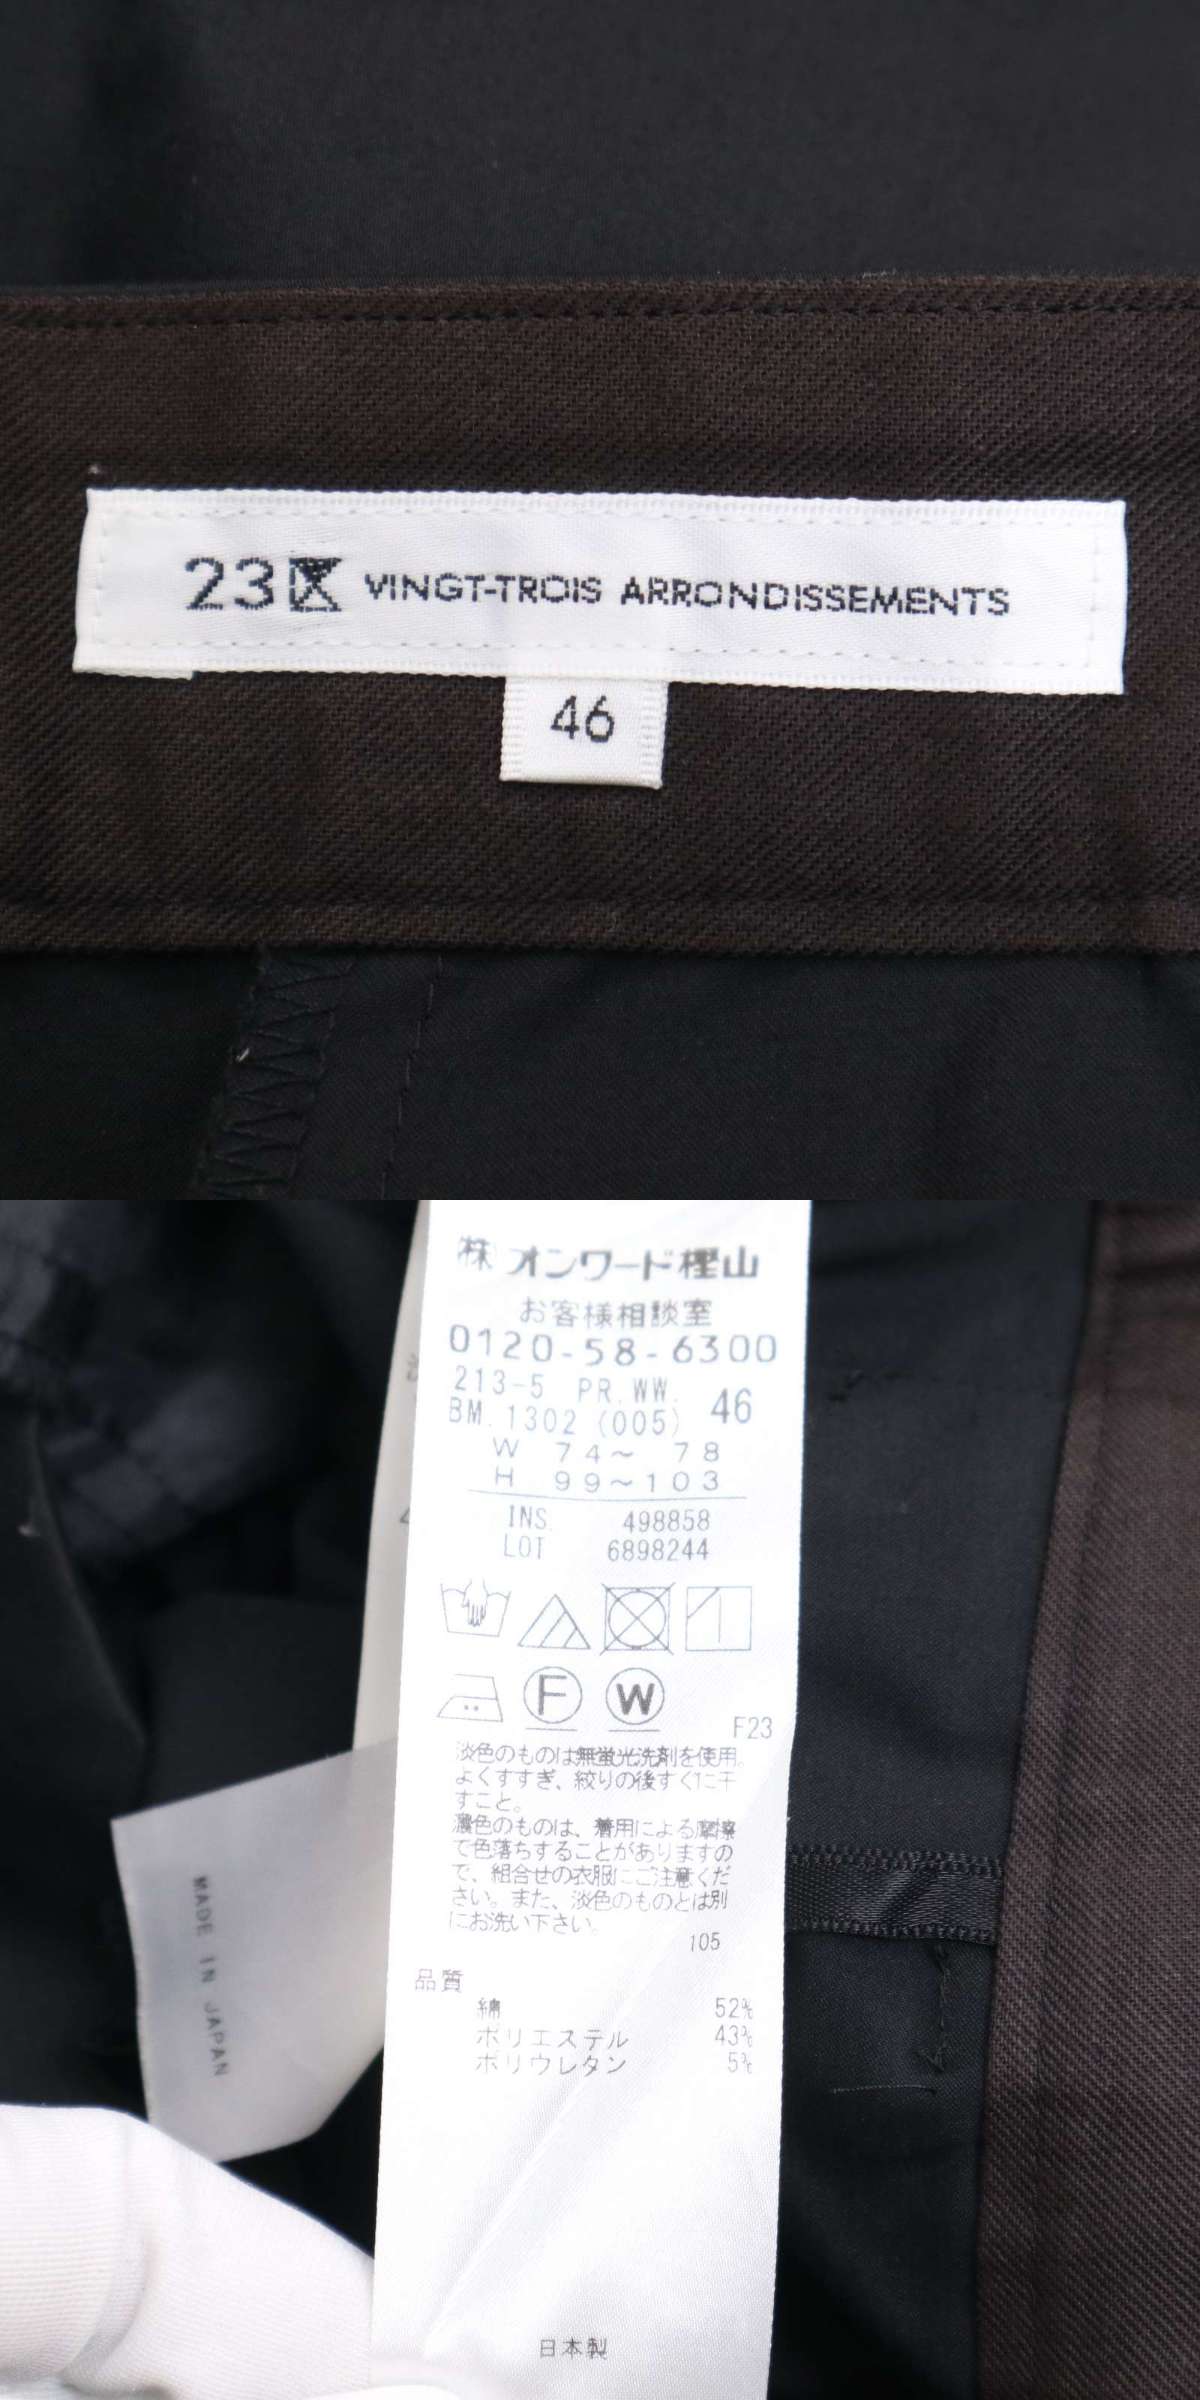 23区 VINGT-TROIS ARRONDISSEMENTS
46
㈱ オンワード樫山
お客様相談室
0120-58-6300
213-5 PR.WW.
BM.1302 (005) 46
W 74～ 78
H 99～103
INS. 498858
LOT 6898244
F
W
F23
淡色のものは無蛍光洗剤を使用。
よくすすぎ、絞りの後すぐに干
すこと。
濃色のものは、着用による摩擦
で色落ちすることがありますの
で、組合せの衣服にご注意くだ
さい。また、淡色のものとは別
にお洗い下さい。
105
品質
綿 52%
ポリエステル 43%
ポリウレタン 5%
日本製
MADE IN JAPAN